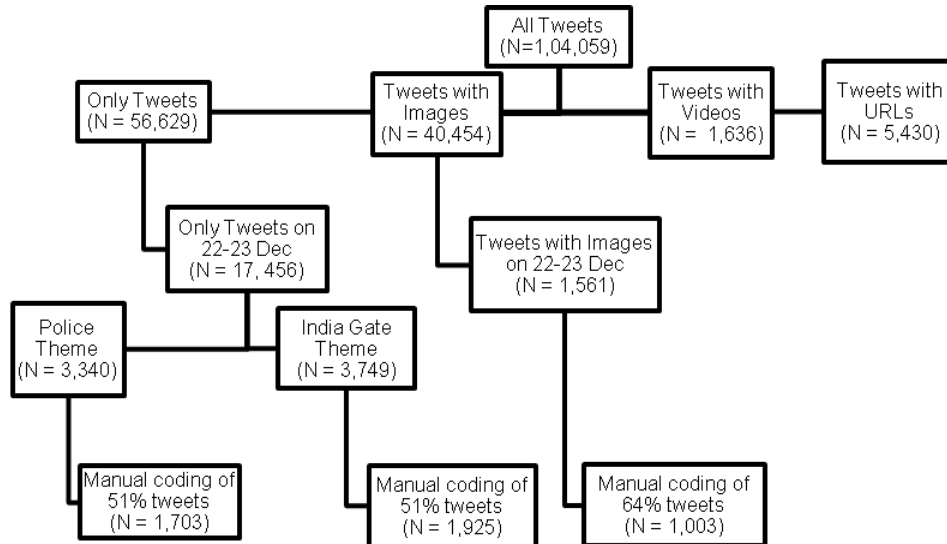 All Tweets
(N=1,04,059)
Only Tweets
(N = 56,629)
Tweets with
Images
(N = 40,454)
Tweets with
Videos
(N =  1,636)
Tweets with
URLs
(N = 5,430)
Only Tweets on
22-23 Dec
(N = 17, 456)
Tweets with Images
on 22-23 Dec
(N = 1,561)
Police
Theme
(N = 3,340)
India Gate
Theme
(N = 3,749)
Manual coding of
51% tweets
(N = 1,703)
Manual coding of
51% tweets
(N = 1,925)
Manual coding of
64% tweets
(N = 1,003)